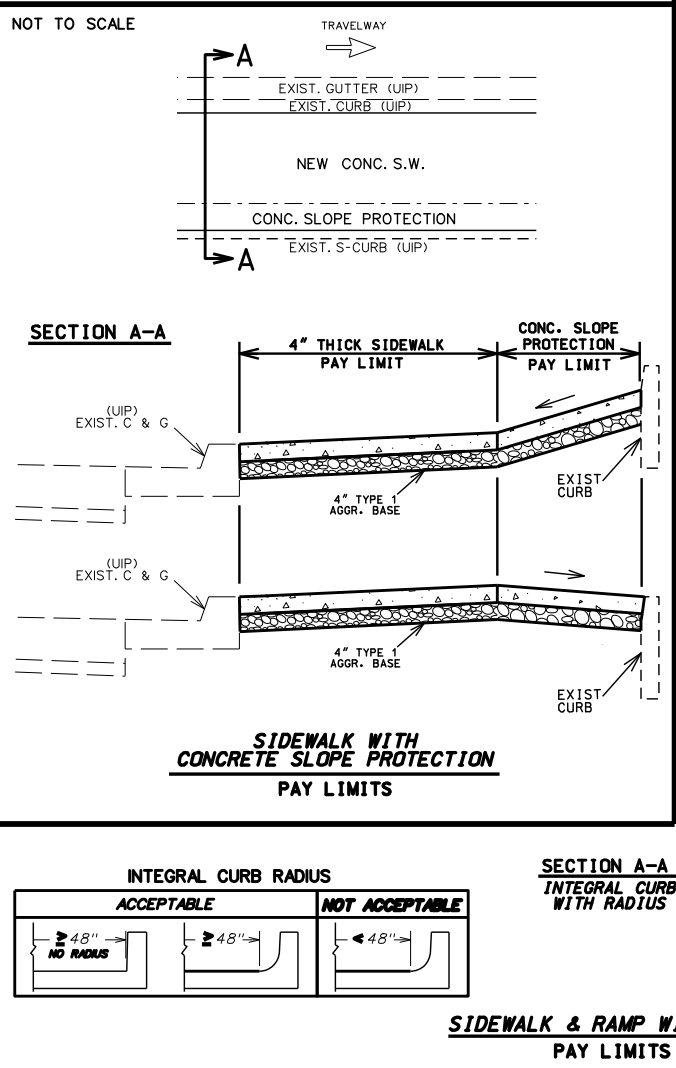 NOT TO SCALE
TRAVELWAY
A
EXIST. GUTTER (UIP)
EXIST. CURB (UIP)
NEW CONC. S.W.
CONC. SLOPE PROTECTION
EXIST. S-CURB (UIP)
A
SECTION A-A
4" THICK SIDEWALK
PAY LIMIT
CONC. SLOPE
PROTECTION
PAY LIMIT
(UIP)
EXIST. C & G
4" TYPE 1
AGGR. BASE
EXIST
CURB
(UIP)
EXIST. C & G
4" TYPE 1
AGGR. BASE
EXIST
CURB
SIDEWALK WITH
CONCRETE SLOPE PROTECTION
PAY LIMITS
INTEGRAL CURB RADIUS
ACCEPTABLE
NOT ACCEPTABLE
≥ 48"
NO RADIUS
≥ 48"
< 48"
SECTION A-A
INTEGRAL CURB
WITH RADIUS
SIDEWALK & RAMP W
PAY LIMITS